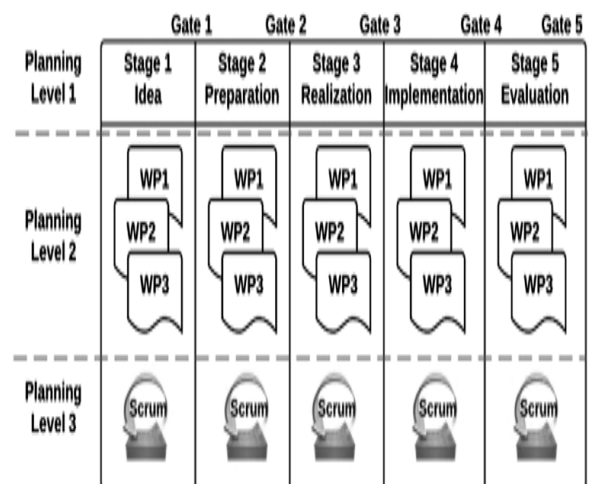 Gate 1 Gate 2 Gate 3 Gate 4 Gate 5
Planning Level 1
Stage 1 Idea
Stage 2 Preparation
Stage 3 Realization
Stage 4 Implementation
Stage 5 Evaluation
Planning Level 2
WP1 WP1 WP1 WP1 WP1
WP2 WP2 WP2 WP2 WP2
WP3 WP3 WP3 WP3 WP3
Planning Level 3
Scrum Scrum Scrum Scrum Scrum